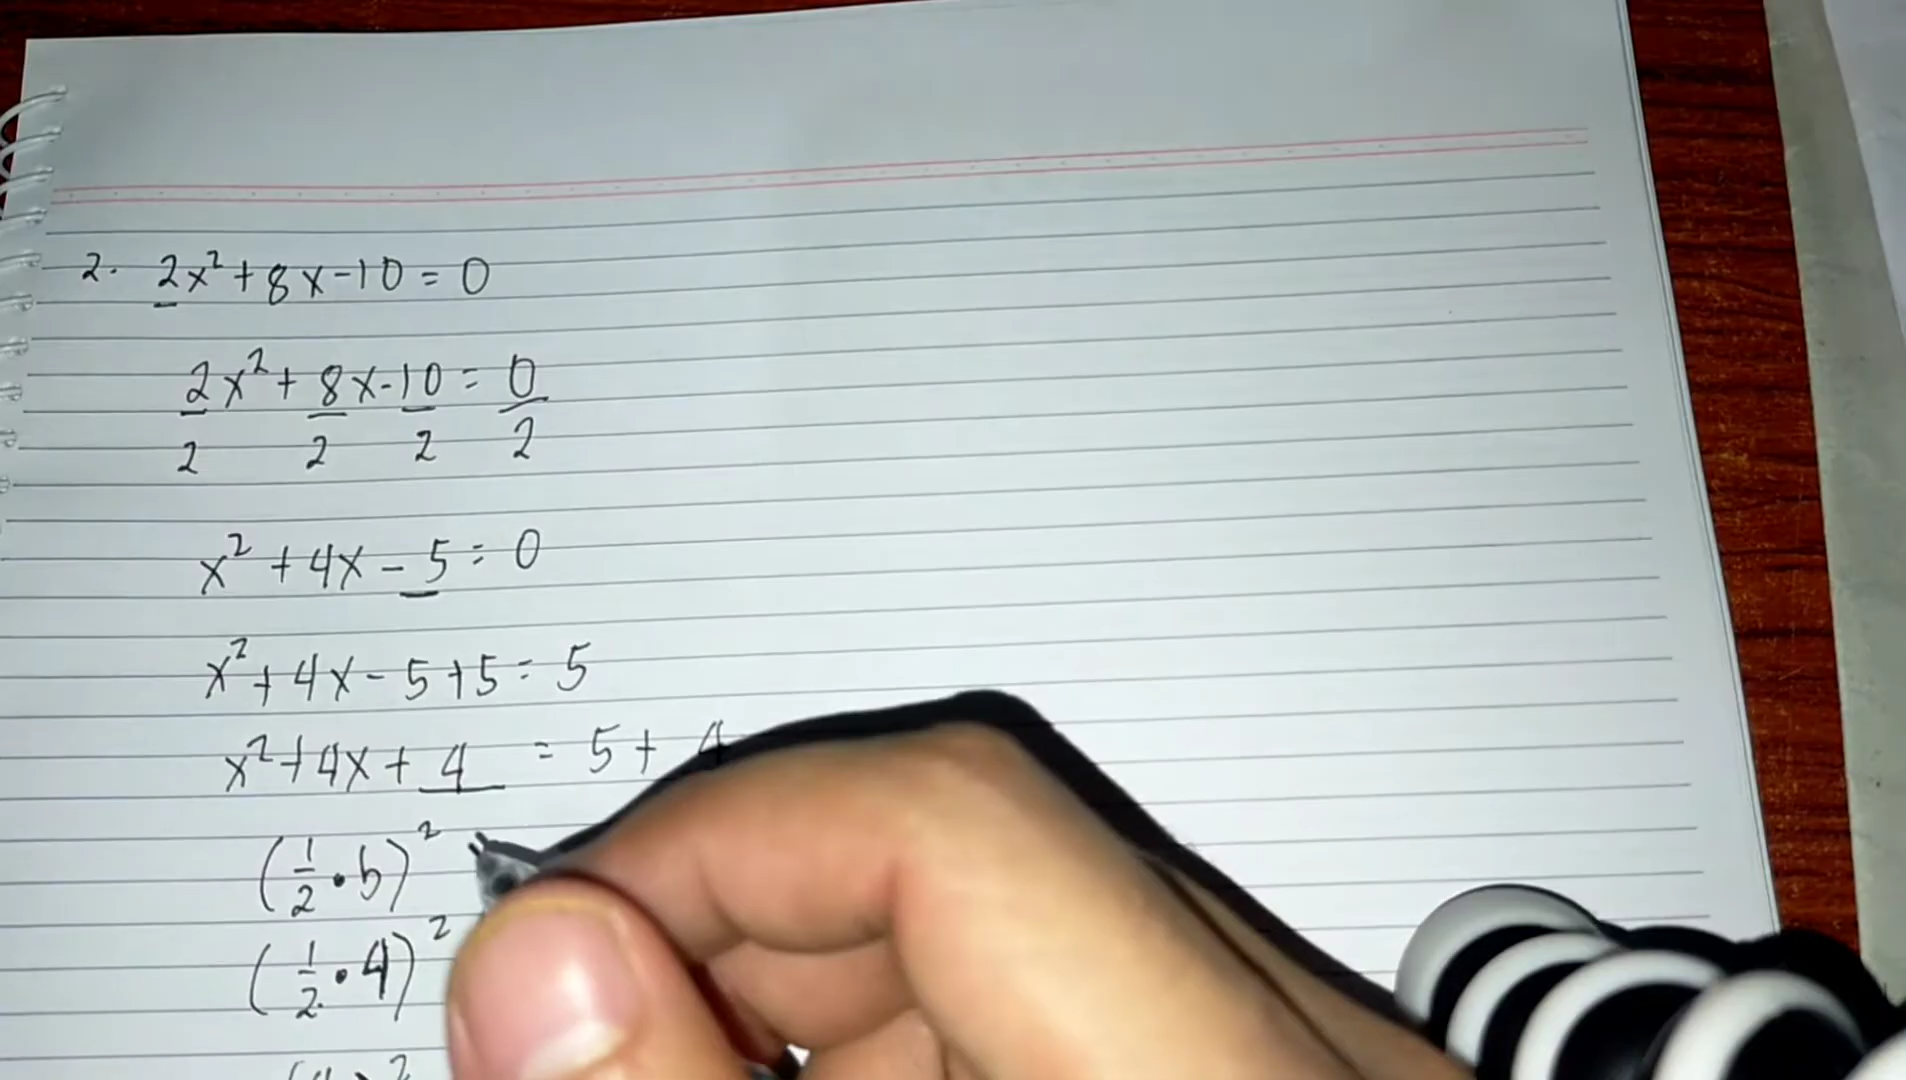 2. 2x² + 8x - 10 = 0
2x² + 8x - 10 = 0
2 2 2 2
x² + 4x - 5 = 0
x² + 4x - 5 + 5 = 5
x² + 4x + 4 = 5 + 4
(1/2 • b)²
(1/2 • 4)²